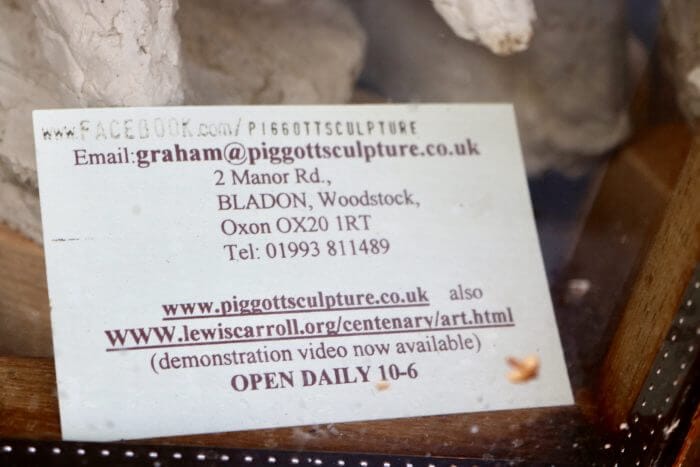 www.FACEBOOK.com/PIGGOTTSCULPTURE
Email:graham@piggottsculpture.co.uk
2 Manor Rd.,
BLADON, Woodstock,
Oxon OX20 1RT
Tel: 01993 811489
www.piggottsculpture.co.uk also
WWW.lewiscarroll.org/centenary/art.html
(demonstration video now available)
OPEN DAILY 10-6